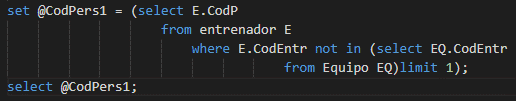 set @CodPers1 = (select E.CodP
from entrenador E
where E.CodEntr not in (select EQ.CodEntr
from Equipo EQ)limit 1);
select @CodPers1;